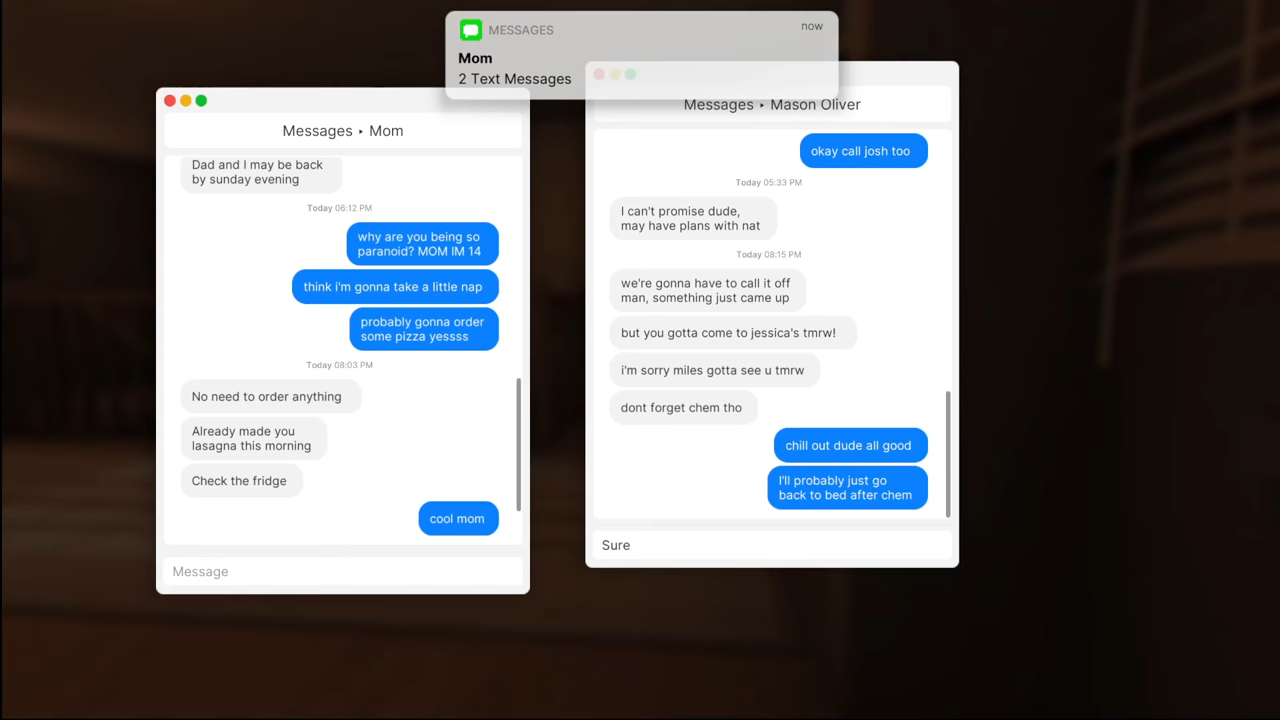 MESSAGES
now
Mom
2 Text Messages
Messages ‣ Mom
Dad and I may be back
by sunday evening
Today 06:12 PM
why are you being so
paranoid? MOM IM 14
think i'm gonna take a little nap
probably gonna order
some pizza yessss
Today 08:03 PM
No need to order anything
Already made you
lasagna this morning
Check the fridge
cool mom
Message
Messages ‣ Mason Oliver
okay call josh too
Today 05:33 PM
I can't promise dude,
may have plans with nat
Today 08:15 PM
we're gonna have to call it off
man, something just came up
but you gotta come to jessica's tmrw!
i'm sorry miles gotta see u tmrw
dont forget chem tho
chill out dude all good
I'll probably just go
back to bed after chem
Sure